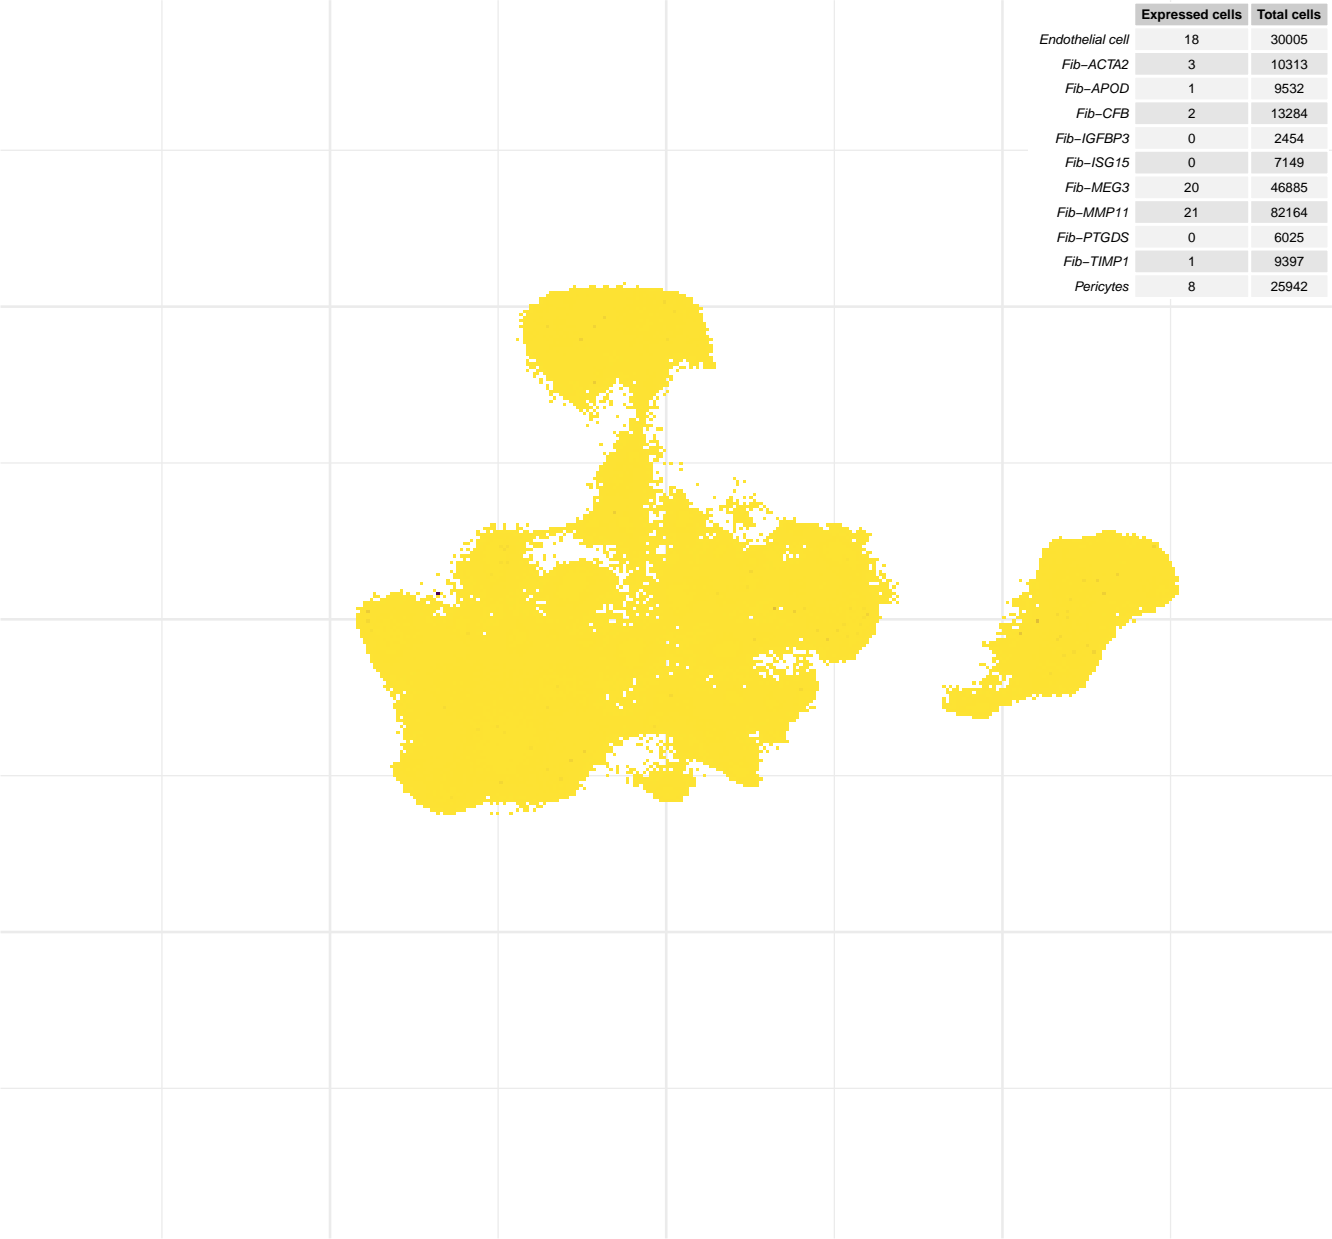 Expressed cells Total cells
Endothelial cell 18 30005
Fib−ACTA2 3 10313
Fib−APOD 1 9532
Fib−CFB 2 13284
Fib−IGFBP3 0 2454
Fib−ISG15 0 7149
Fib−MEG3 20 46885
Fib−MMP11 21 82164
Fib−PTGDS 0 6025
Fib−TIMP1 1 9397
Pericytes 8 25942